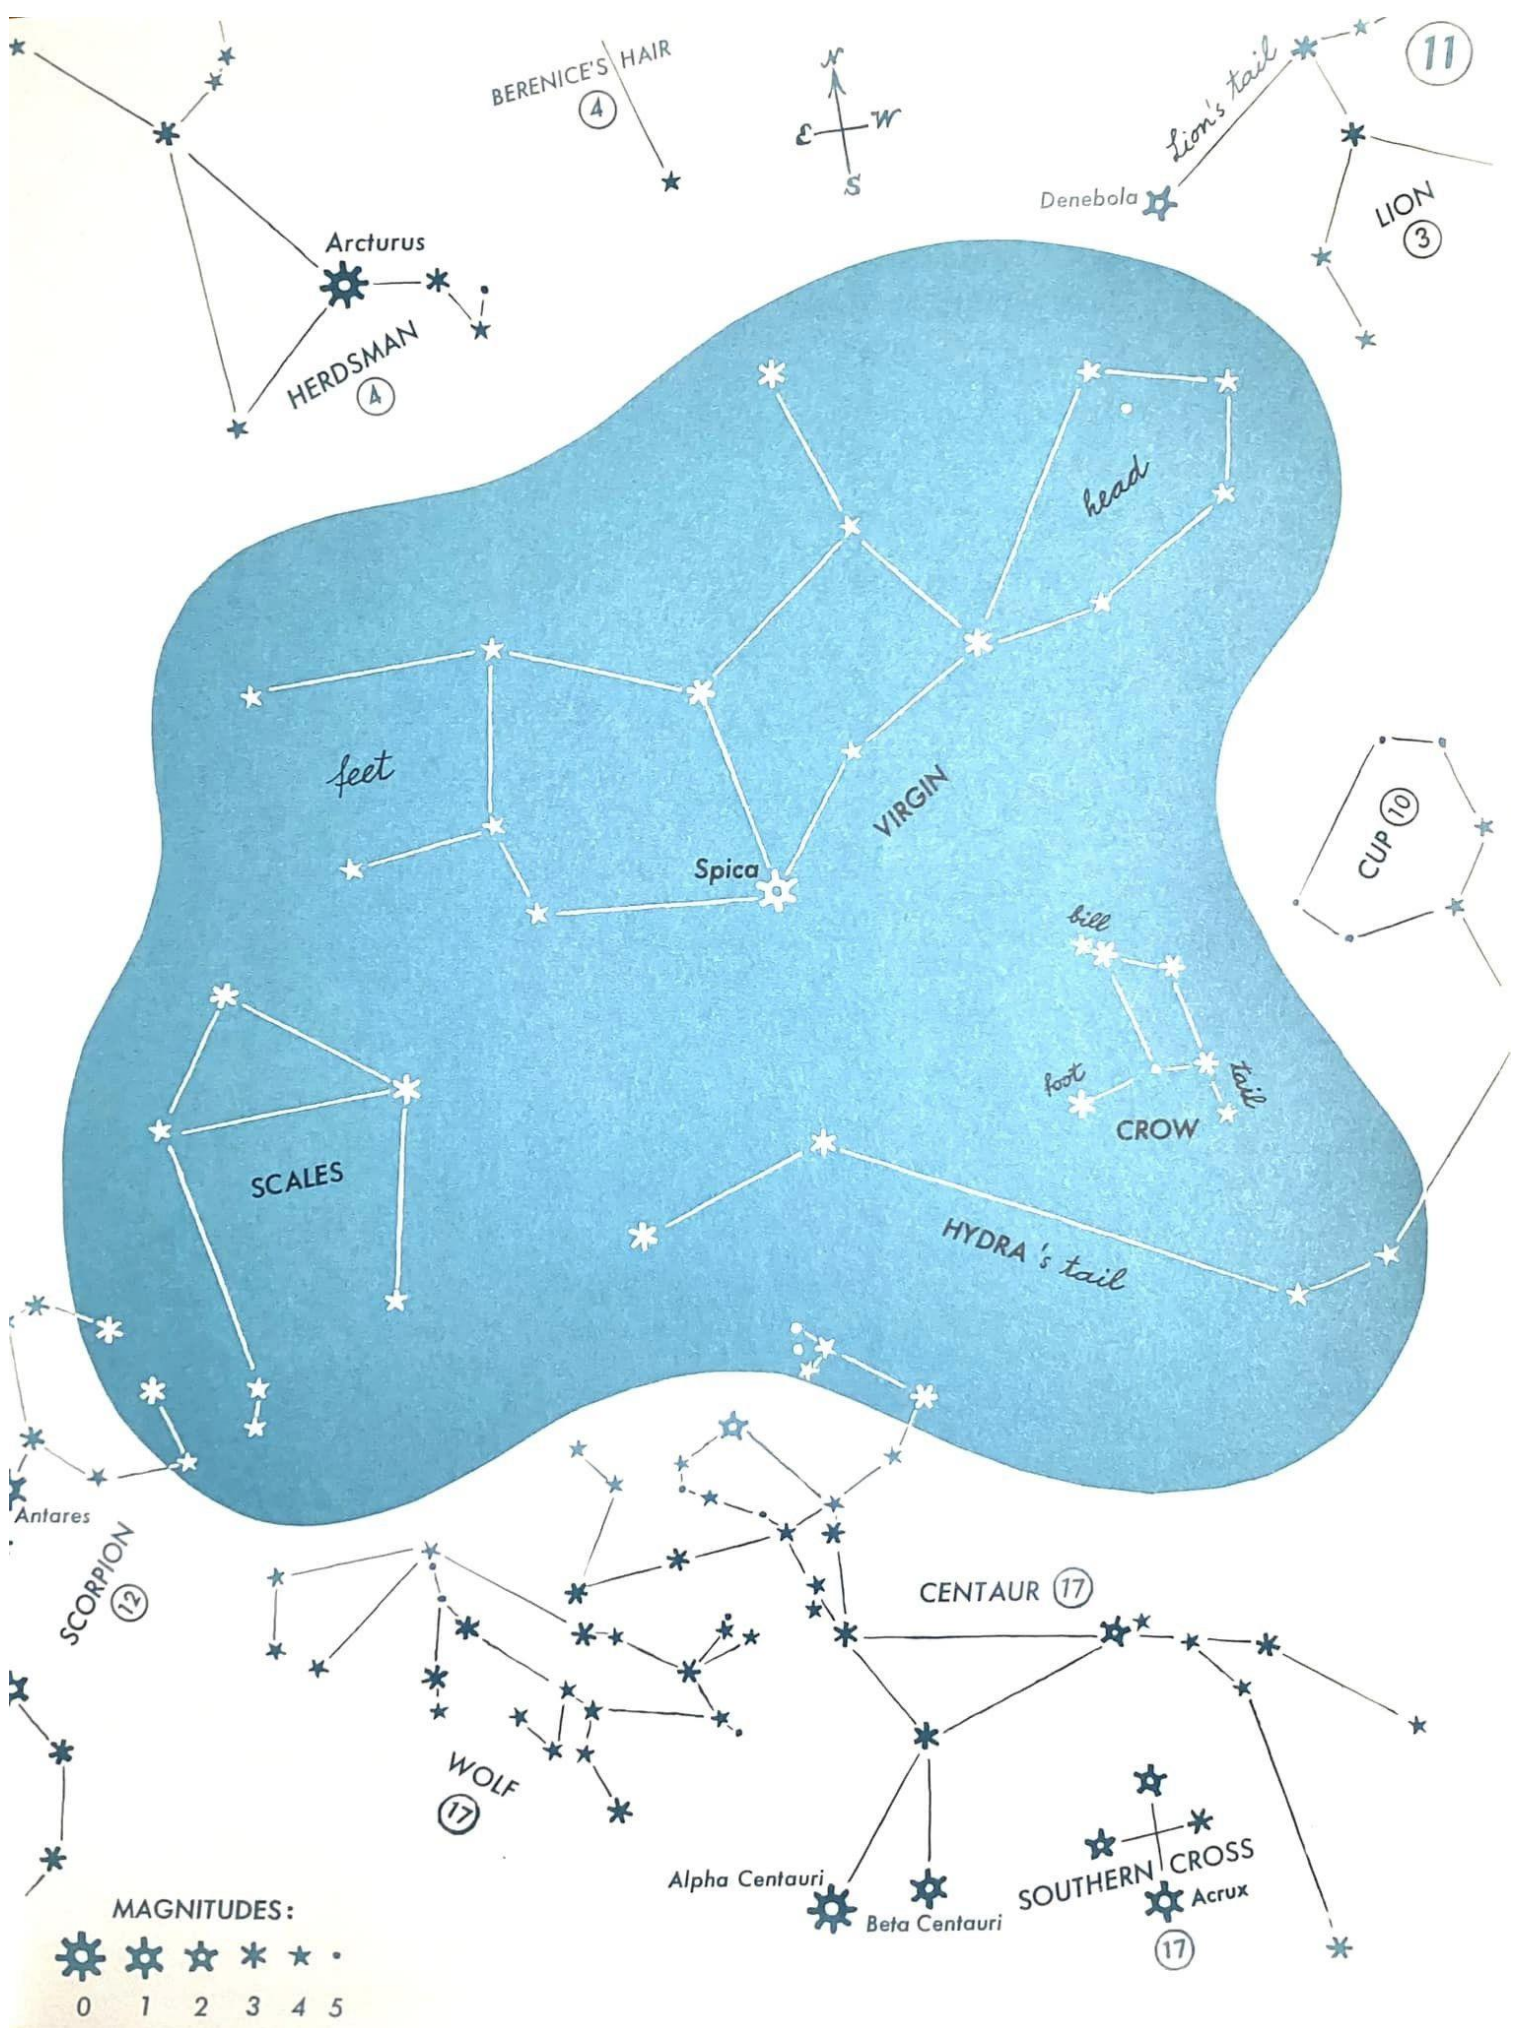 11
BERENICE'S HAIR
4
N
E W
S
Lion's tail
Denebola
LION
3
Arcturus
HERDSMAN
4
head
feet
VIRGIN
Spica
CUP 10
bill
foot
tail
CROW
SCALES
HYDRA's tail
Antares
SCORPION
12
CENTAUR 17
WOLF
17
Alpha Centauri
Beta Centauri
SOUTHERN CROSS
Acrux
17
MAGNITUDES:
0 1 2 3 4 5